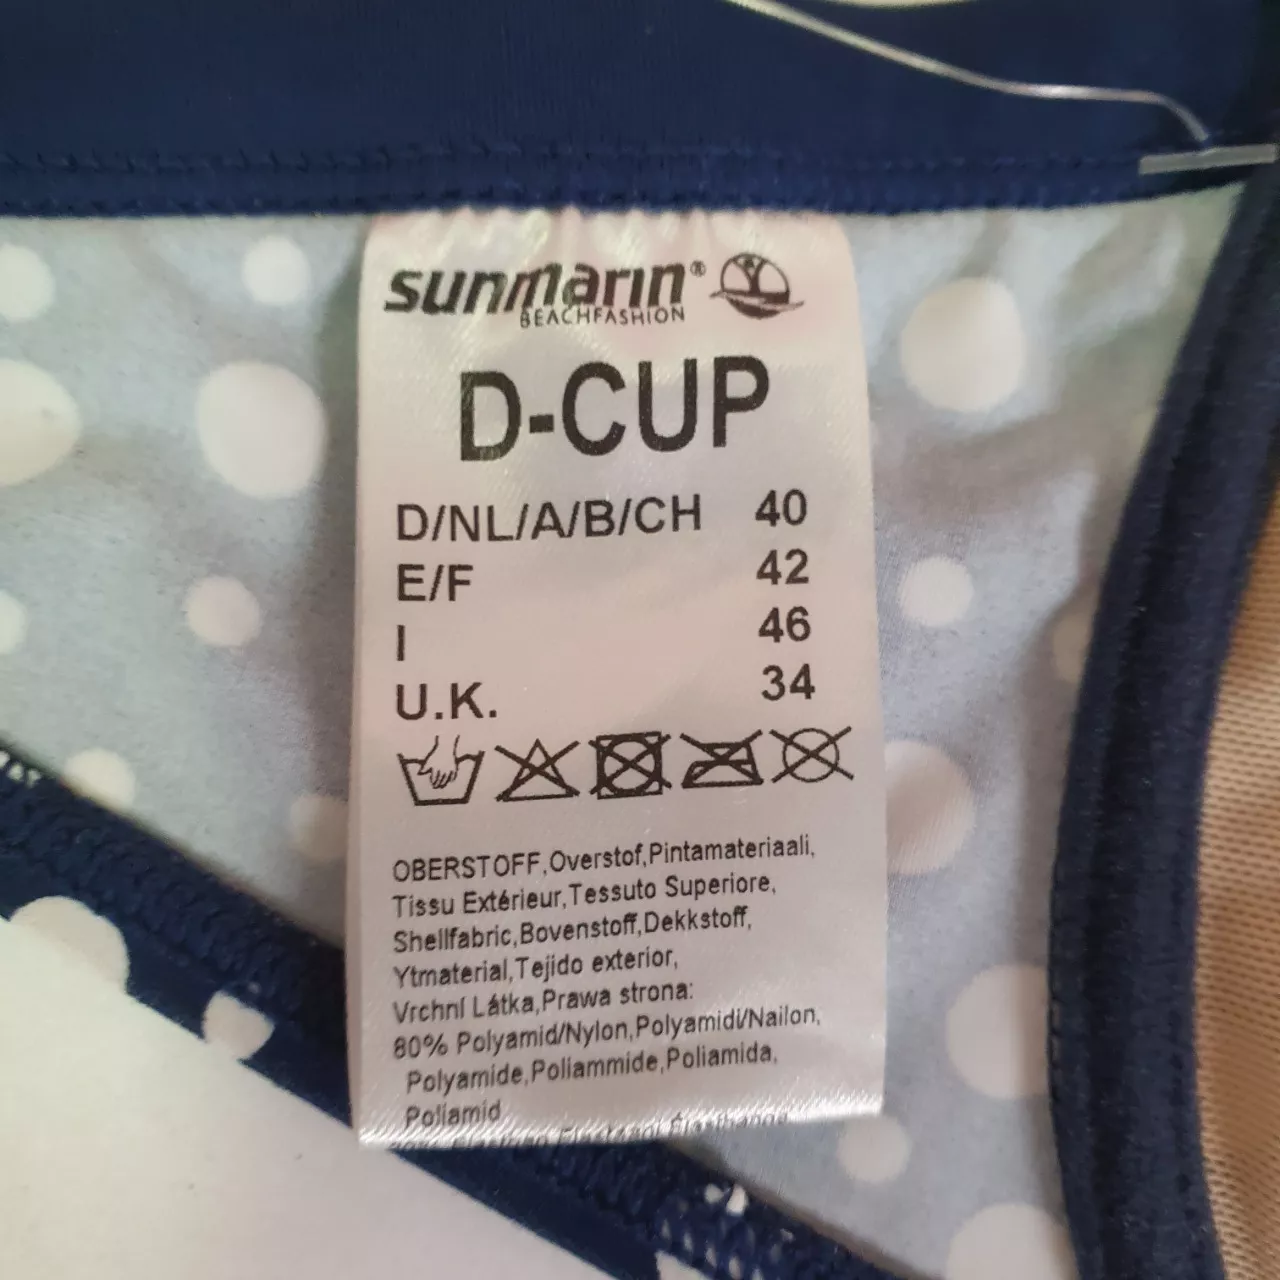 sunmarin®
BEACHFASHION
D-CUP
D/NL/A/B/CH 40
E/F 42
I 46
U.K. 34
OBERSTOFF,Overstof,Pintamateriaali,
Tissu Extérieur,Tessuto Superiore,
Shellfabric,Bovenstoff,Dekkstoff,
Ytmaterial,Tejido exterior,
Vrchní Látka,Prawa strona:
80% Polyamid/Nylon,Polyamidi/Nailon,
Polyamide,Poliammide,Poliamida,
Poliamid